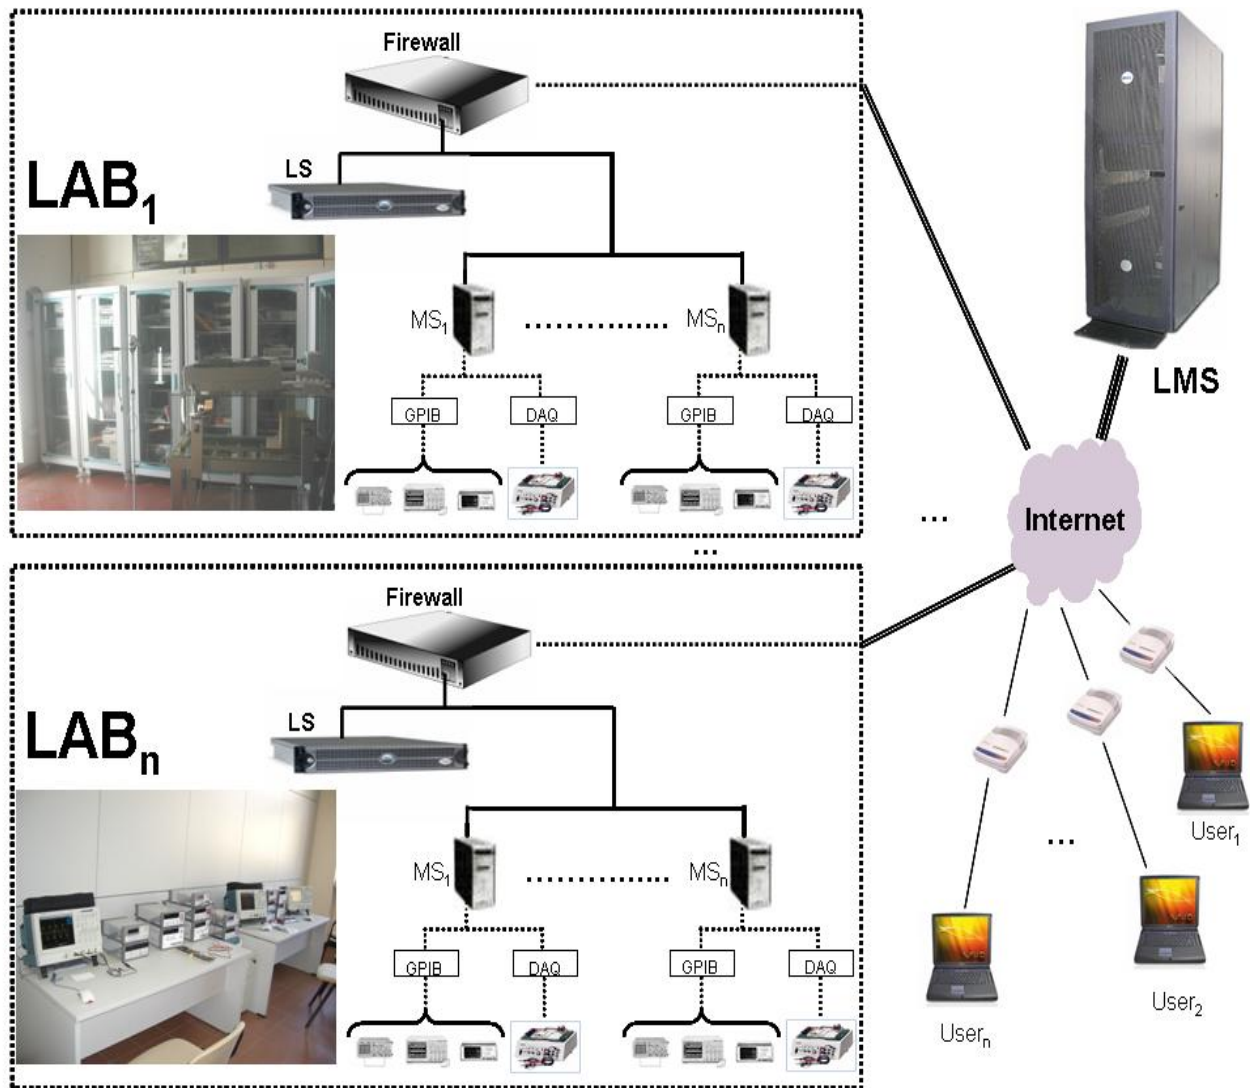 Firewall
LS
LAB1
MS1 .............. MSn
GPIB DAQ GPIB DAQ
...
Firewall
LS
LABn
MS1 .............. MSn
GPIB DAQ GPIB DAQ
LMS
...
Internet
User1
...
User2
Usern